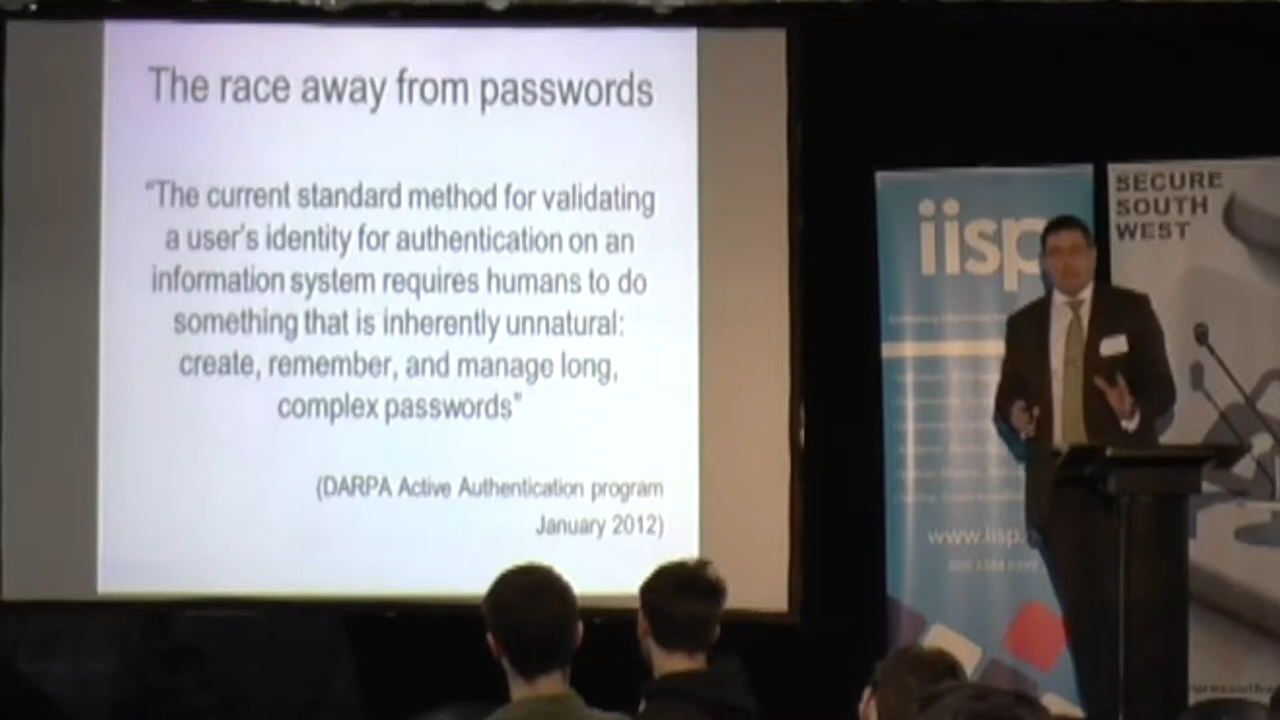 The race away from passwords
"The current standard method for validating
a user's identity for authentication on an
information system requires humans to do
something that is inherently unnatural:
create, remember, and manage long,
complex passwords"
(DARPA Active Authentication program
January 2012)
iisp
www.iisp.
SECURE
SOUTH
WEST